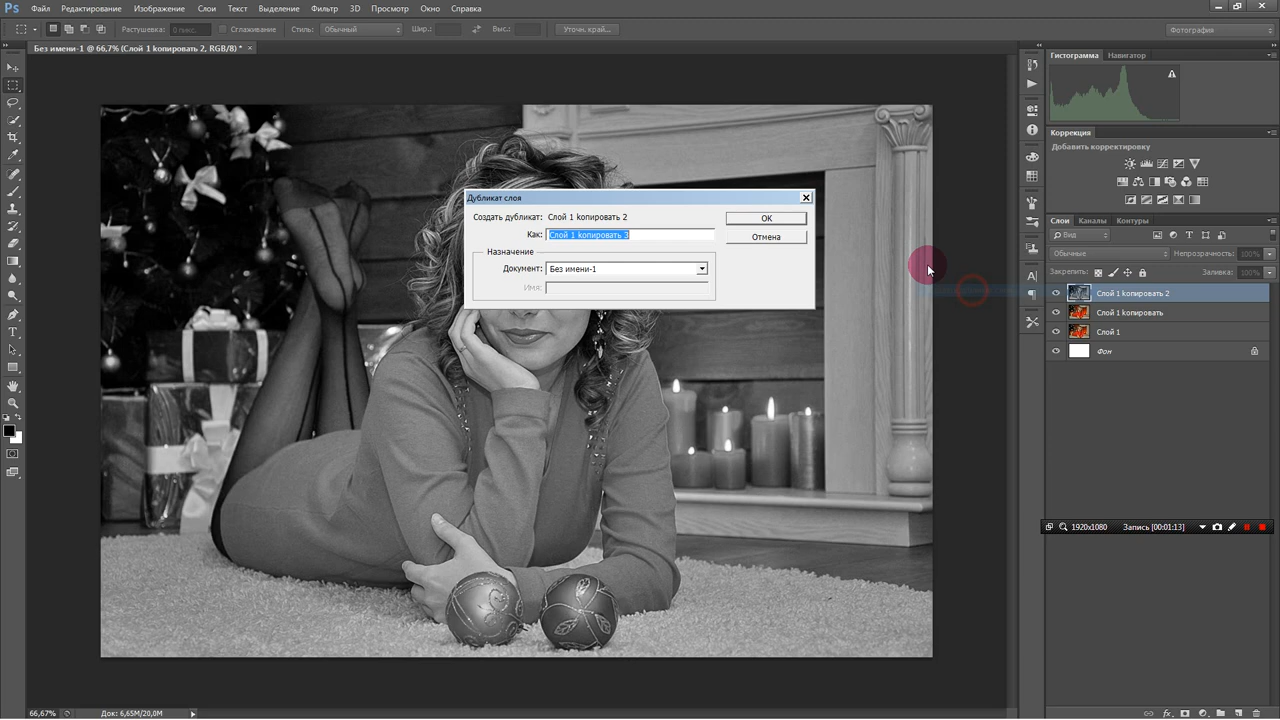 Ps Файл Редактирование Изображение Слои Текст Выделение Фильтр 3D Просмотр Окно Справка
Растушевка: 0 пикс. Сглаживание Стиль: Обычный Шир.: Выс.: Уточн. край... Фотография
Без имени-1 @ 66,7% (Слой 1 копировать 2, RGB/8) * ×
Гистограмма Навигатор
Коррекция
Добавить корректировку
Слои Каналы Контуры
Вид
Обычные Непрозрачность: 100%
Закрепить: Заливка: 100%
Слой 1 копировать 2
Слой 1 копировать
Слой 1
Фон
Дубликат слоя
Создать дубликат: Слой 1 копировать 2 OK
Как: Слой 1 копировать 3 Отмена
Назначение
Документ: Без имени-1
Имя:
1920x1080 Запись [00:01:13]
66,67% Док: 6,65M/20,0M